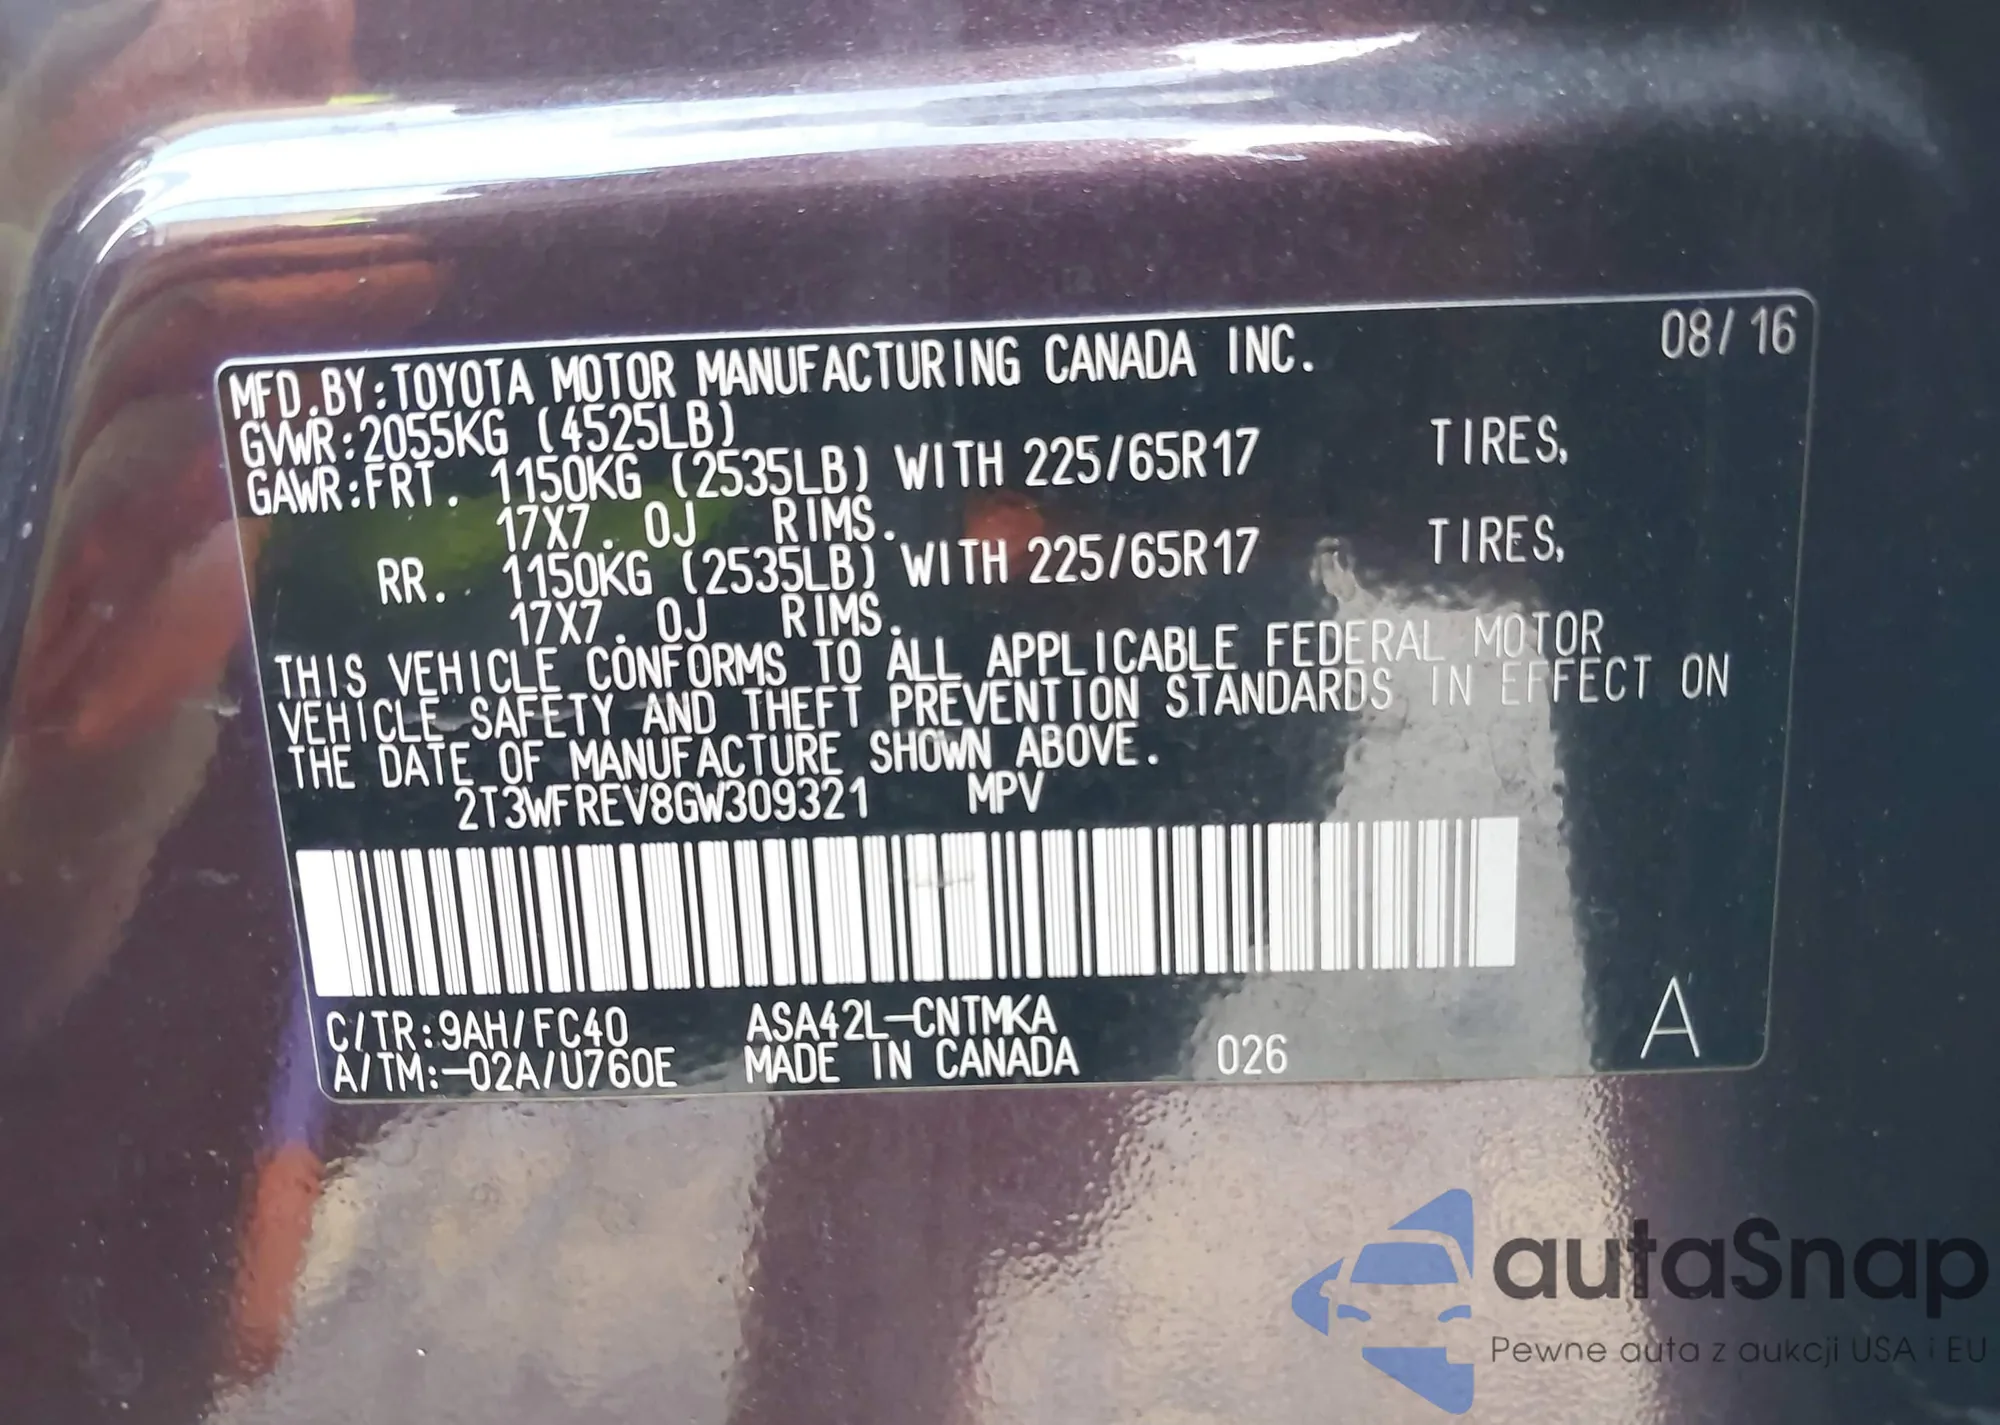 08/16
MFD.BY:TOYOTA MOTOR MANUFACTURING CANADA INC.
GVWR:2055KG (4525LB)
GAWR:FRT. 1150KG (2535LB) WITH 225/65R17 TIRES,
17X7.0J RIMS.
RR. 1150KG (2535LB) WITH 225/65R17 TIRES,
17X7.0J RIMS.
THIS VEHICLE CONFORMS TO ALL APPLICABLE FEDERAL MOTOR
VEHICLE SAFETY AND THEFT PREVENTION STANDARDS IN EFFECT ON
THE DATE OF MANUFACTURE SHOWN ABOVE.
2T3WFREV8GW309321 MPV
C/TR:9AH/FC40 ASA42L-CNTMKA
A/TM:-02A/U760E MADE IN CANADA 026 A
autaSnap
Pewne auta z aukcji USA i EU